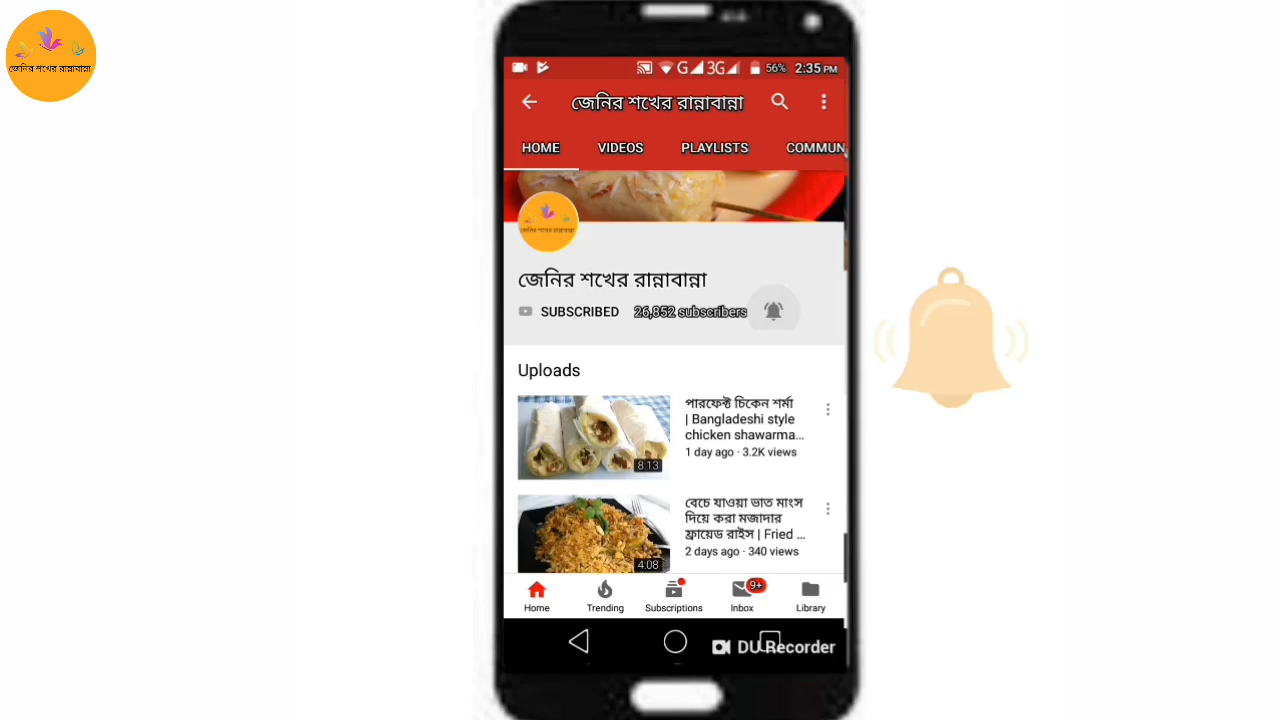 জেনির শখের রান্নাবান্না
G 3G 56% 2:35 PM
জেনির শখের রান্নাবান্না
HOME VIDEOS PLAYLISTS COMMUN
জেনির শখের রান্নাবান্না
জেনির শখের রান্নাবান্না
SUBSCRIBED 26,852 subscribers
Uploads
পারফেক্ট চিকেন শর্মা
| Bangladeshi style
chicken shawarma...
1 day ago · 3.2K views
8:13
বেচে যাওয়া ভাত মাংস
দিয়ে করা মজাদার
ফ্রায়েড রাইস | Fried ...
2 days ago · 340 views
4:08
9+
Home Trending Subscriptions Inbox Library
DU Recorder